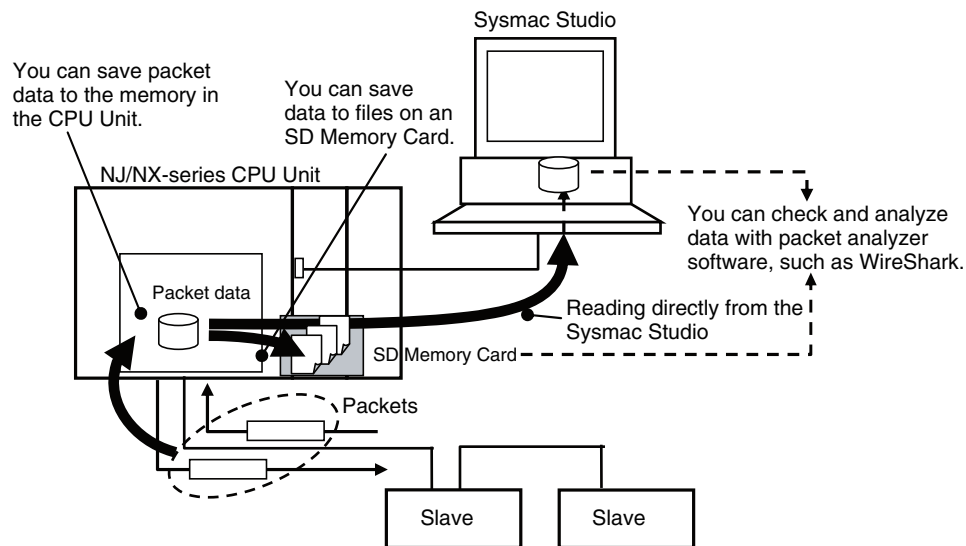 Sysmac Studio
You can save packet
data to the memory in
the CPU Unit.
You can save
data to files on an
SD Memory Card.
NJ/NX-series CPU Unit
You can check and analyze
data with packet analyzer
software, such as WireShark.
Packet data
Reading directly from the
Sysmac Studio
SD Memory Card
Packets
Slave
Slave